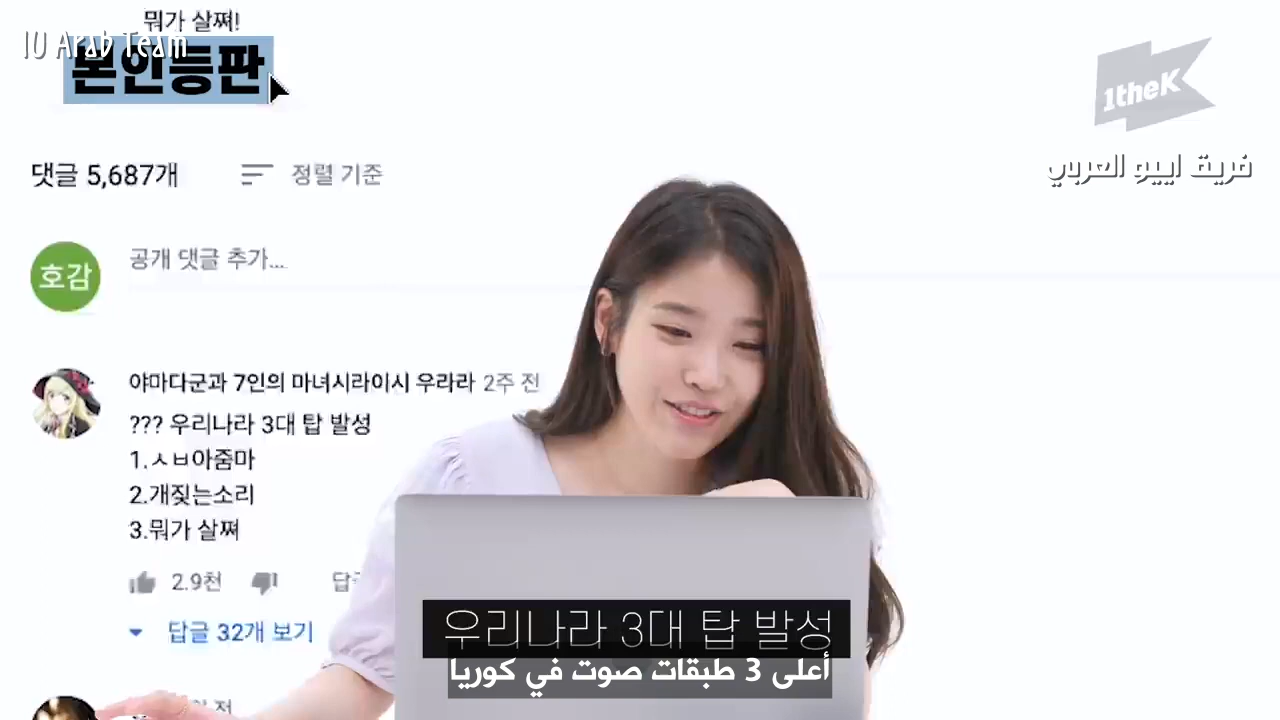 뭐가 살쪄!
IU Arab Team
본인등판
1theK
فريق اييو العربي
댓글 5,687개
정렬 기준
호감
공개 댓글 추가...
야마다군과 7인의 마녀시라이시 우라라 2주 전
??? 우리나라 3대 탑 발성
1.ㅅㅂ아줌마
2.개짖는소리
3.뭐가 살쪄
2.9천
답글 32개 보기
우리나라 3대 탑 발성
أعلى 3 طبقات صوت في كوريا
전